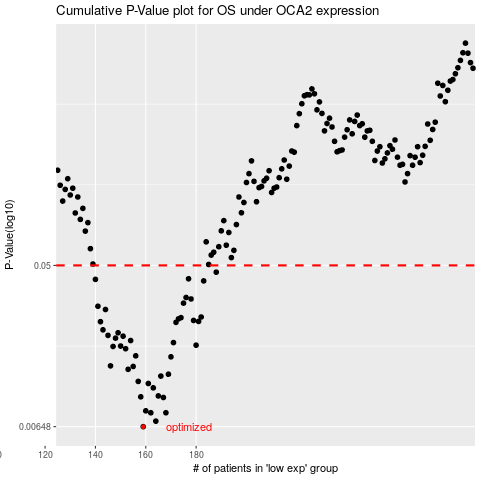 Cumulative P-Value plot for OS under OCA2 expression
P-Value(log10)
0.05
0.00648
optimized
0 120 140 160 180
# of patients in 'low exp' group